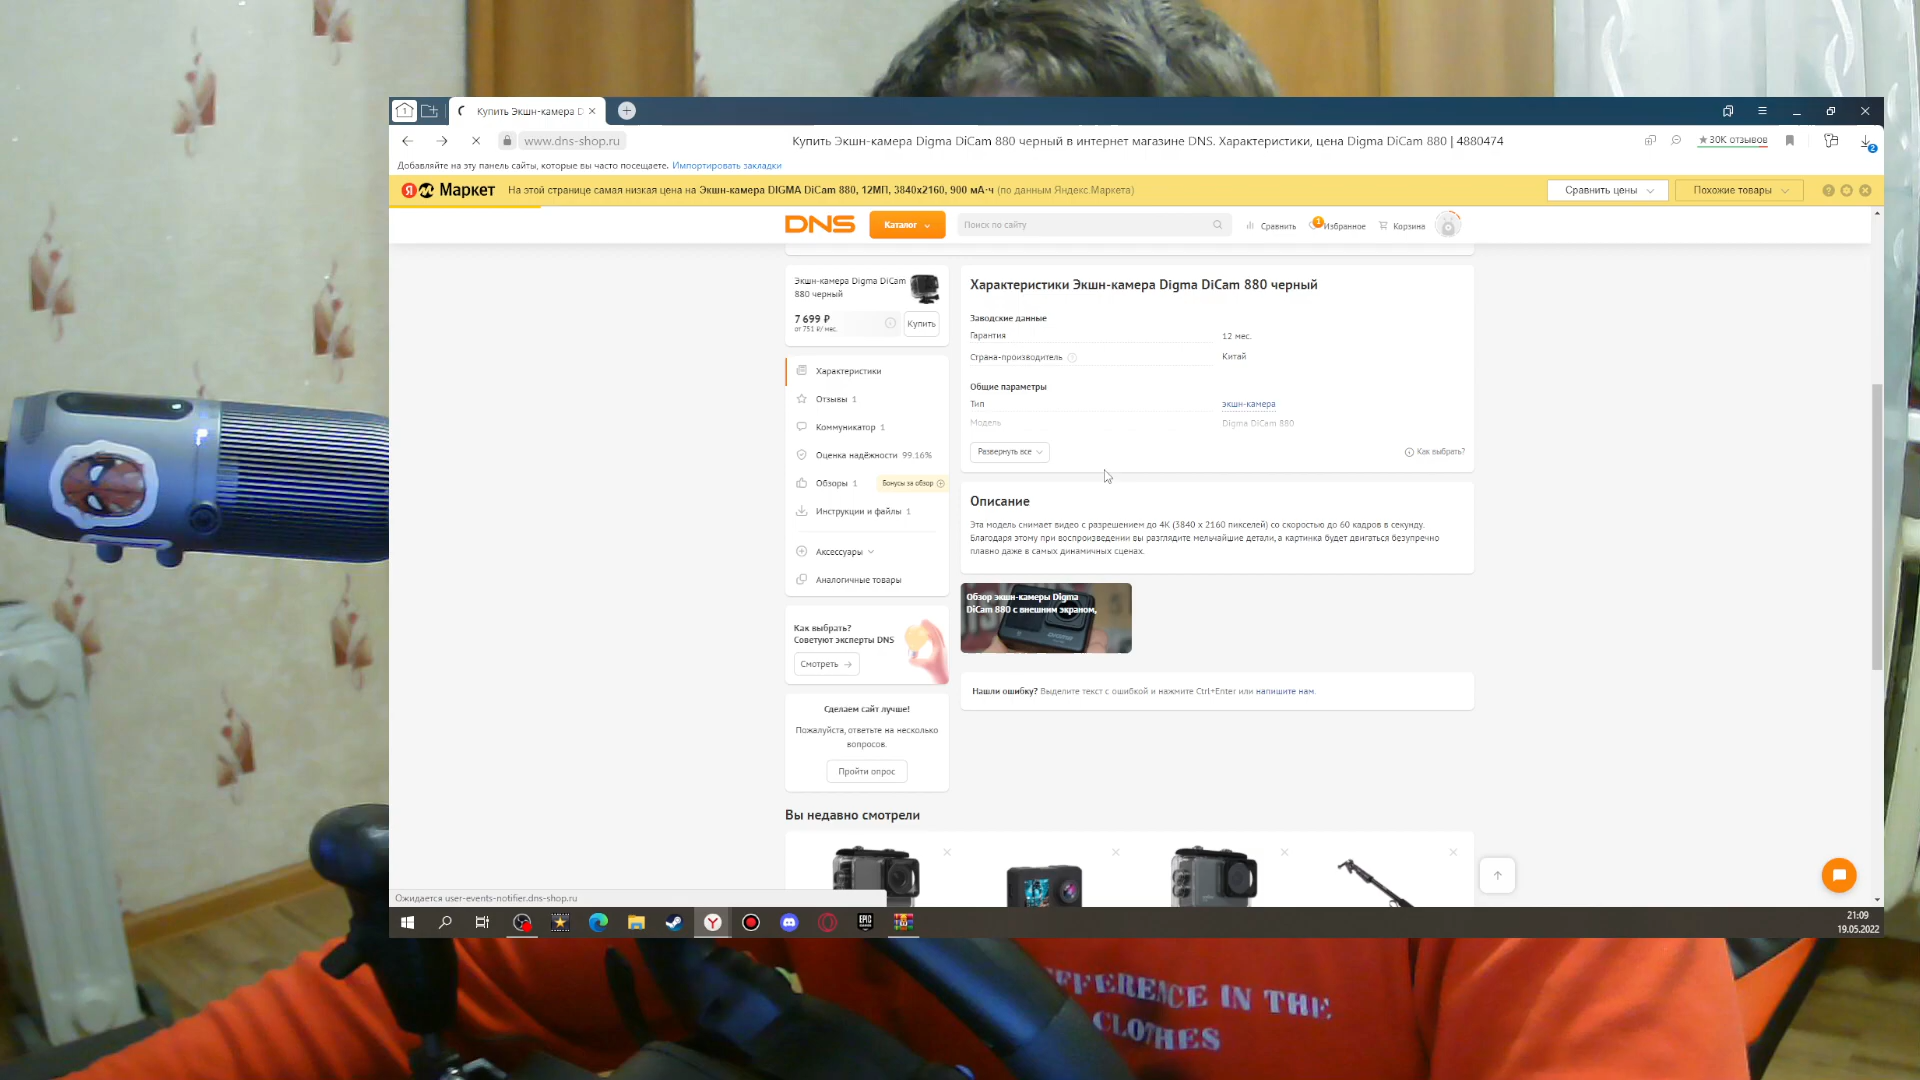 Купить Экшн-камера D
www.dns-shop.ru
Купить Экшн-камера Digma DiCam 880 черный в интернет магазине DNS. Характеристики, цена Digma DiCam 880 | 4880474
★ 30К отзывов
2
Добавляйте на эту панель сайты, которые вы часто посещаете. Импортировать закладки
Я М Маркет
На этой странице самая низкая цена на Экшн-камера DIGMA DiCam 880, 12МП, 3840x2160, 900 мА·ч (по данным Яндекс.Маркета)
Сравнить цены
Похожие товары
DNS
Каталог
Поиск по сайту
Сравнить
1
Избранное
Корзина
Экшн-камера Digma DiCam
880 черный
7 699 ₽
от 751 ₽/ мес.
Купить
Характеристики
Отзывы 1
Коммуникатор 1
Оценка надёжности 99.16%
Обзоры 1
Бонусы за обзор
Инструкции и файлы 1
Аксессуары
Аналогичные товары
Как выбрать?
Советуют эксперты DNS
Смотреть →
Сделаем сайт лучше!
Пожалуйста, ответьте на несколько
вопросов.
Пройти опрос
Характеристики Экшн-камера Digma DiCam 880 черный
Заводские данные
Гарантия 12 мес.
Страна-производитель Китай
Общие параметры
Тип экшн-камера
Модель Digma DiCam 880
Развернуть все
Как выбрать?
Описание
Эта модель снимает видео с разрешением до 4K (3840 x 2160 пикселей) со скоростью до 60 кадров в секунду.
Благодаря этому при воспроизведении вы разглядите мельчайшие детали, а картинка будет двигаться безупречно
плавно даже в самых динамичных сценах.
Обзор экшн-камеры Digma
DiCam 880 с внешним экраном,
Нашли ошибку? Выделите текст с ошибкой и нажмите Ctrl+Enter или напишите нам.
Вы недавно смотрели
Ожидается user-events-notifier.dns-shop.ru
EPIC
21:09
19.05.2022
FFERENCE IN THE
CLOTHES